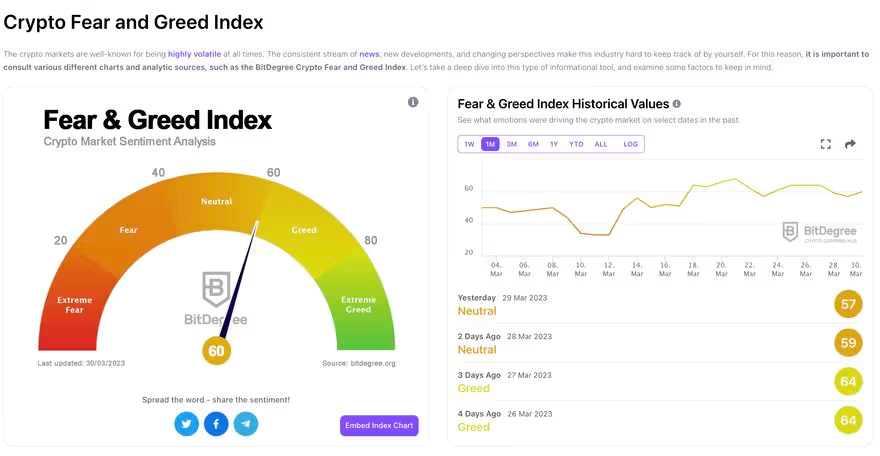 Crypto Fear and Greed Index
The crypto markets are well-known for being highly volatile at all times. The consistent stream of news, new developments, and changing perspectives make this industry hard to keep track of by yourself. For this reason, it is important to
consult various different charts and analytic sources, such as the BitDegree Crypto Fear and Greed Index. Let's take a deep dive into this type of informational tool, and examine some factors to keep in mind.
Fear & Greed Index
Crypto Market Sentiment Analysis
40
60
Neutral
Fear
Greed
20
80
Extreme
Fear
Extreme
Greed
BitDegree
60
Last updated: 30/03/2023
Source: bitdegree.org
Spread the word - share the sentiment!
Embed Index Chart
Fear & Greed Index Historical Values
See what emotions were driving the crypto market on select dates in the past.
1W 1M 3M 6M 1Y YTD ALL LOG
60
40
20
BitDegree
CRYPTO LEARNING HUB
04. 06. 08. 10. 12. 14. 16. 18. 20. 22. 24. 26. 28. 30.
Mar Mar Mar Mar Mar Mar Mar Mar Mar Mar Mar Mar Mar Mar
Yesterday 29 Mar 2023
Neutral
57
2 Days Ago 28 Mar 2023
Neutral
59
3 Days Ago 27 Mar 2023
Greed
64
4 Days Ago 26 Mar 2023
Greed
64